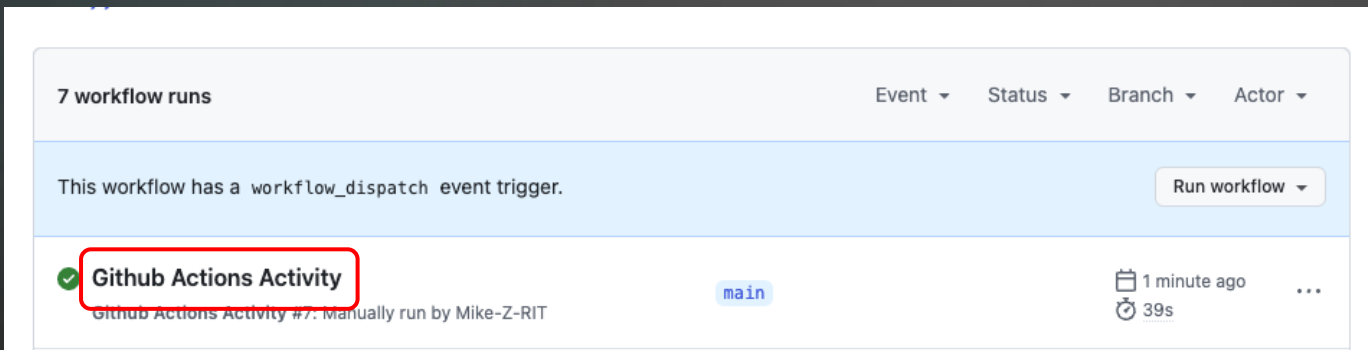 7 workflow runs
Event Status Branch Actor
This workflow has a workflow_dispatch event trigger.
Run workflow
Github Actions Activity
Github Actions Activity #7: Manually run by Mike-Z-RIT
main
1 minute ago
39s